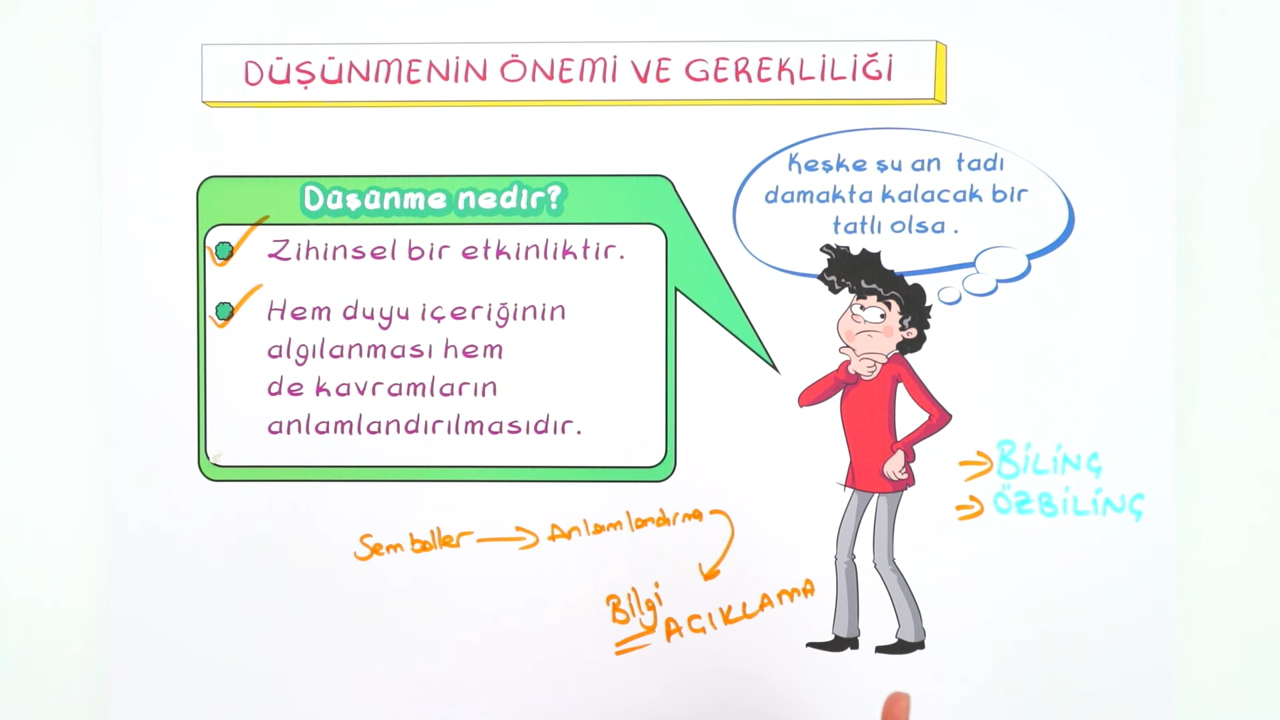 DÜŞÜNMENİN ÖNEMİ VE GEREKLİLİĞİ
Düşünme nedir?
Zihinsel bir etkinliktir.
Hem duyu içeriğinin
algılanması hem
de kavramların
anlamlandırılmasıdır.
Keşke şu an tadı
damakta kalacak bir
tatlı olsa .
BİLİNÇ
ÖZBİLİNÇ
Semboller → Anlamlandırma
Bilgi
AÇIKLAMA